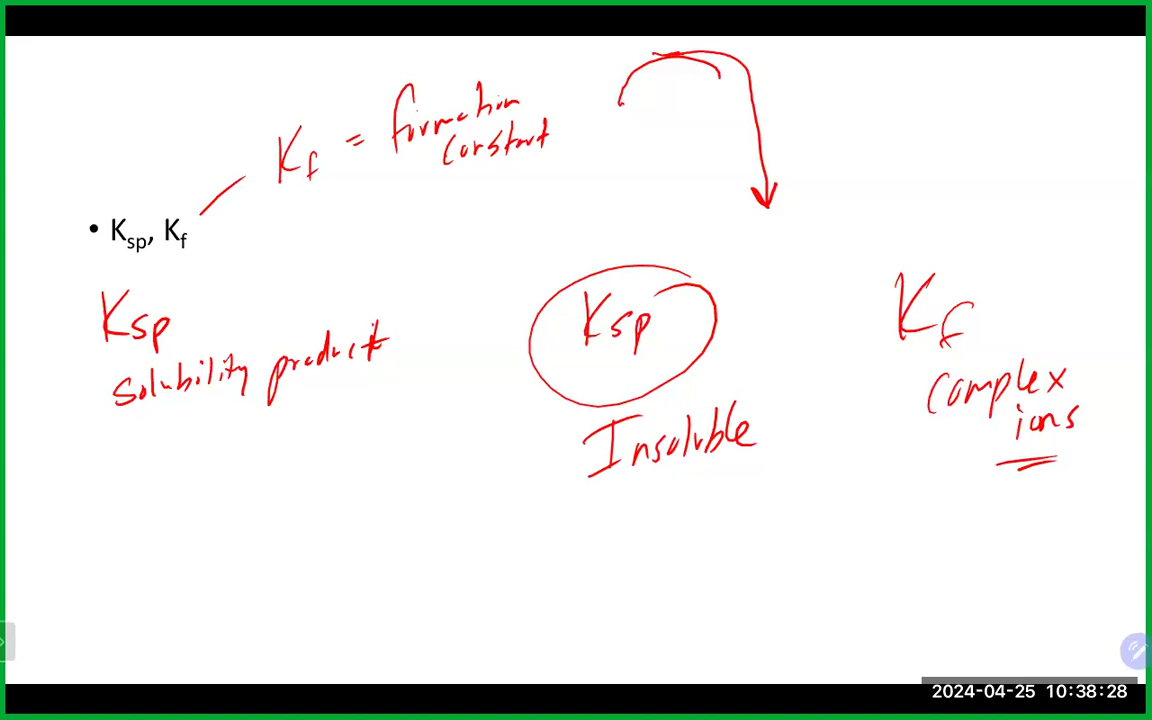 Kf = formation
constant
• Ksp, Kf
Ksp
solubility product
Ksp
Insoluble
Kf
complex
ions
2024-04-25 10:38:28